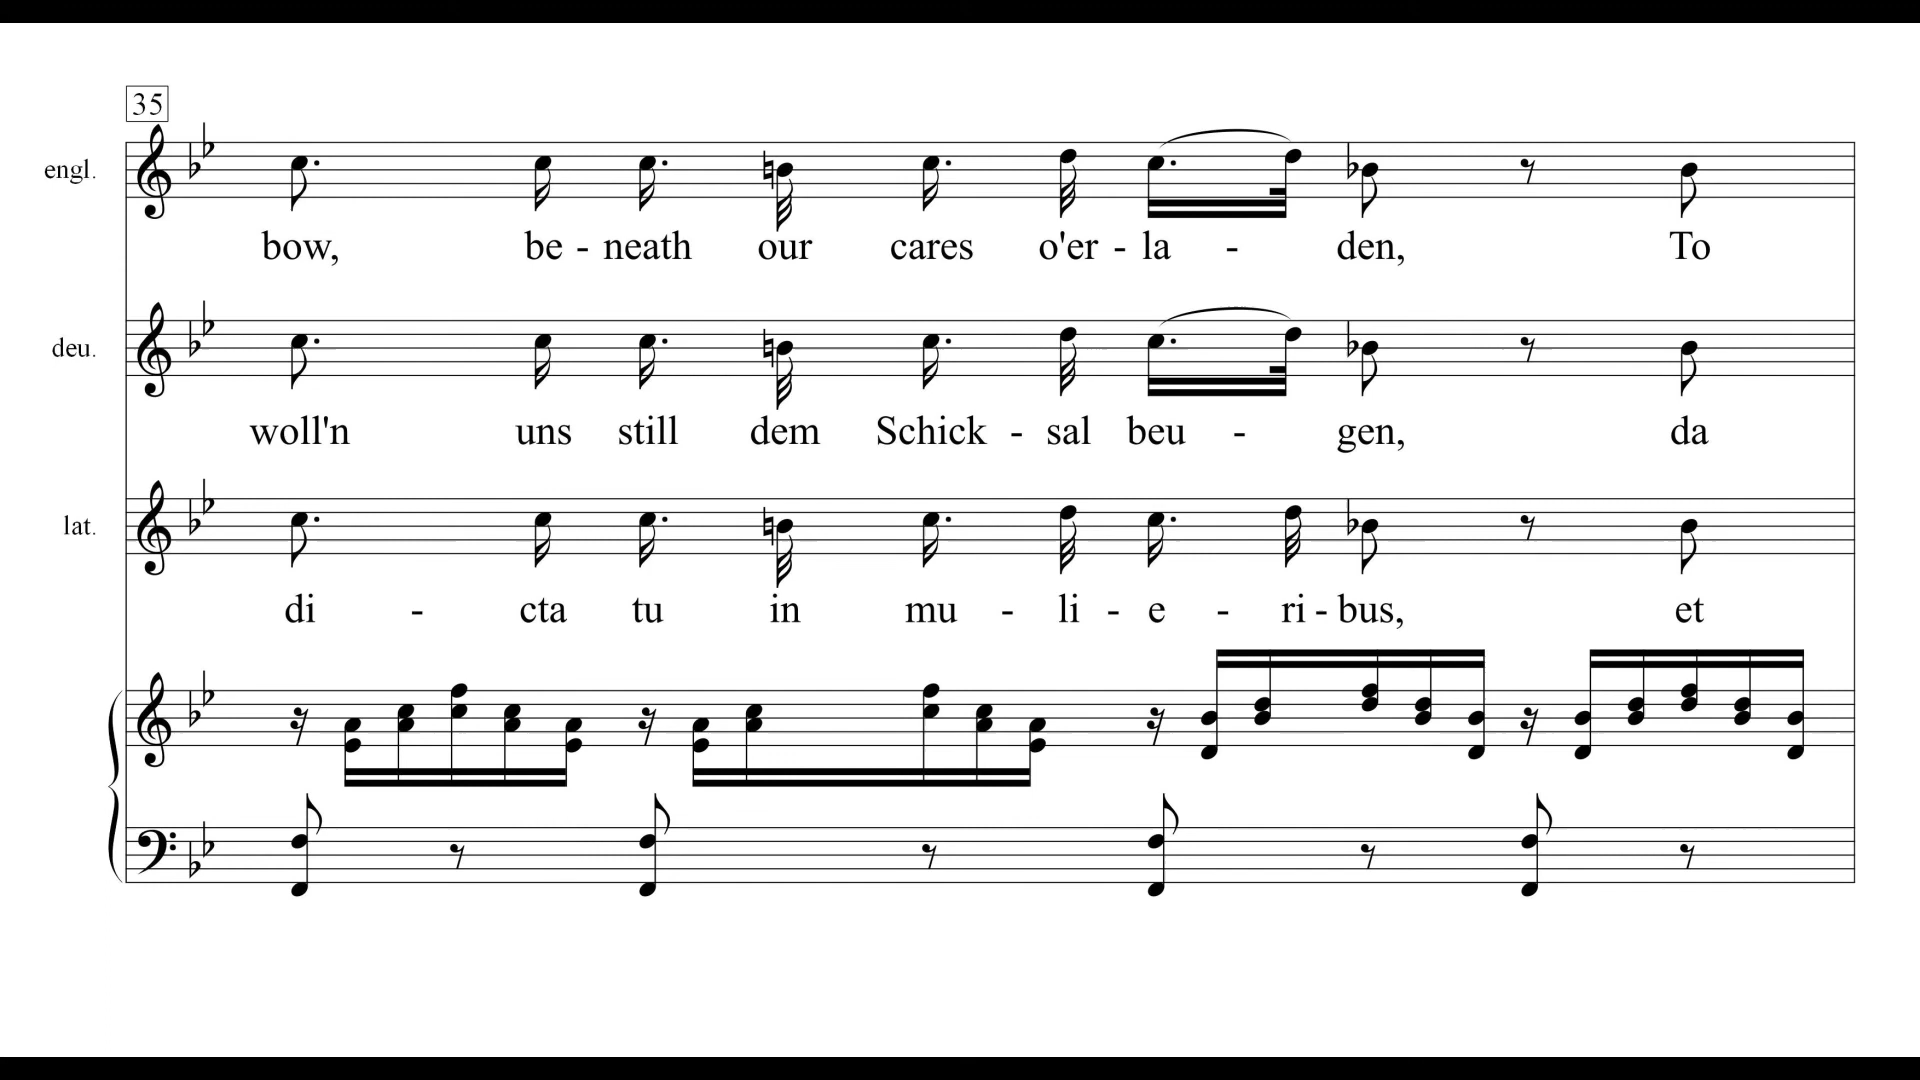 35
engl.
bow, be - neath our cares o'er - la - den, To
deu.
woll'n uns still dem Schick - sal beu - gen, da
lat.
di - cta tu in mu - li - e - ri - bus, et